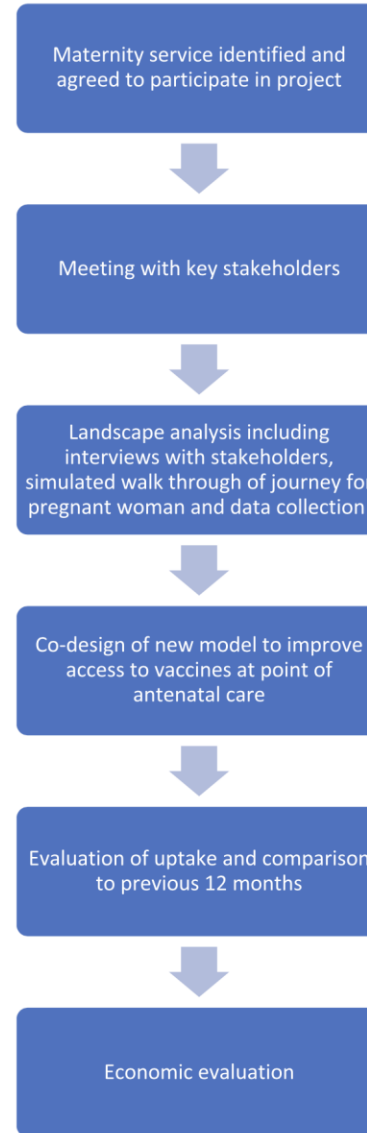 Maternity service identified and
agreed to participate in project
Meeting with key stakeholders
Landscape analysis including
interviews with stakeholders,
simulated walk through of journey for
pregnant woman and data collection
Co-design of new model to improve
access to vaccines at point of
antenatal care
Evaluation of uptake and comparison
to previous 12 months
Economic evaluation